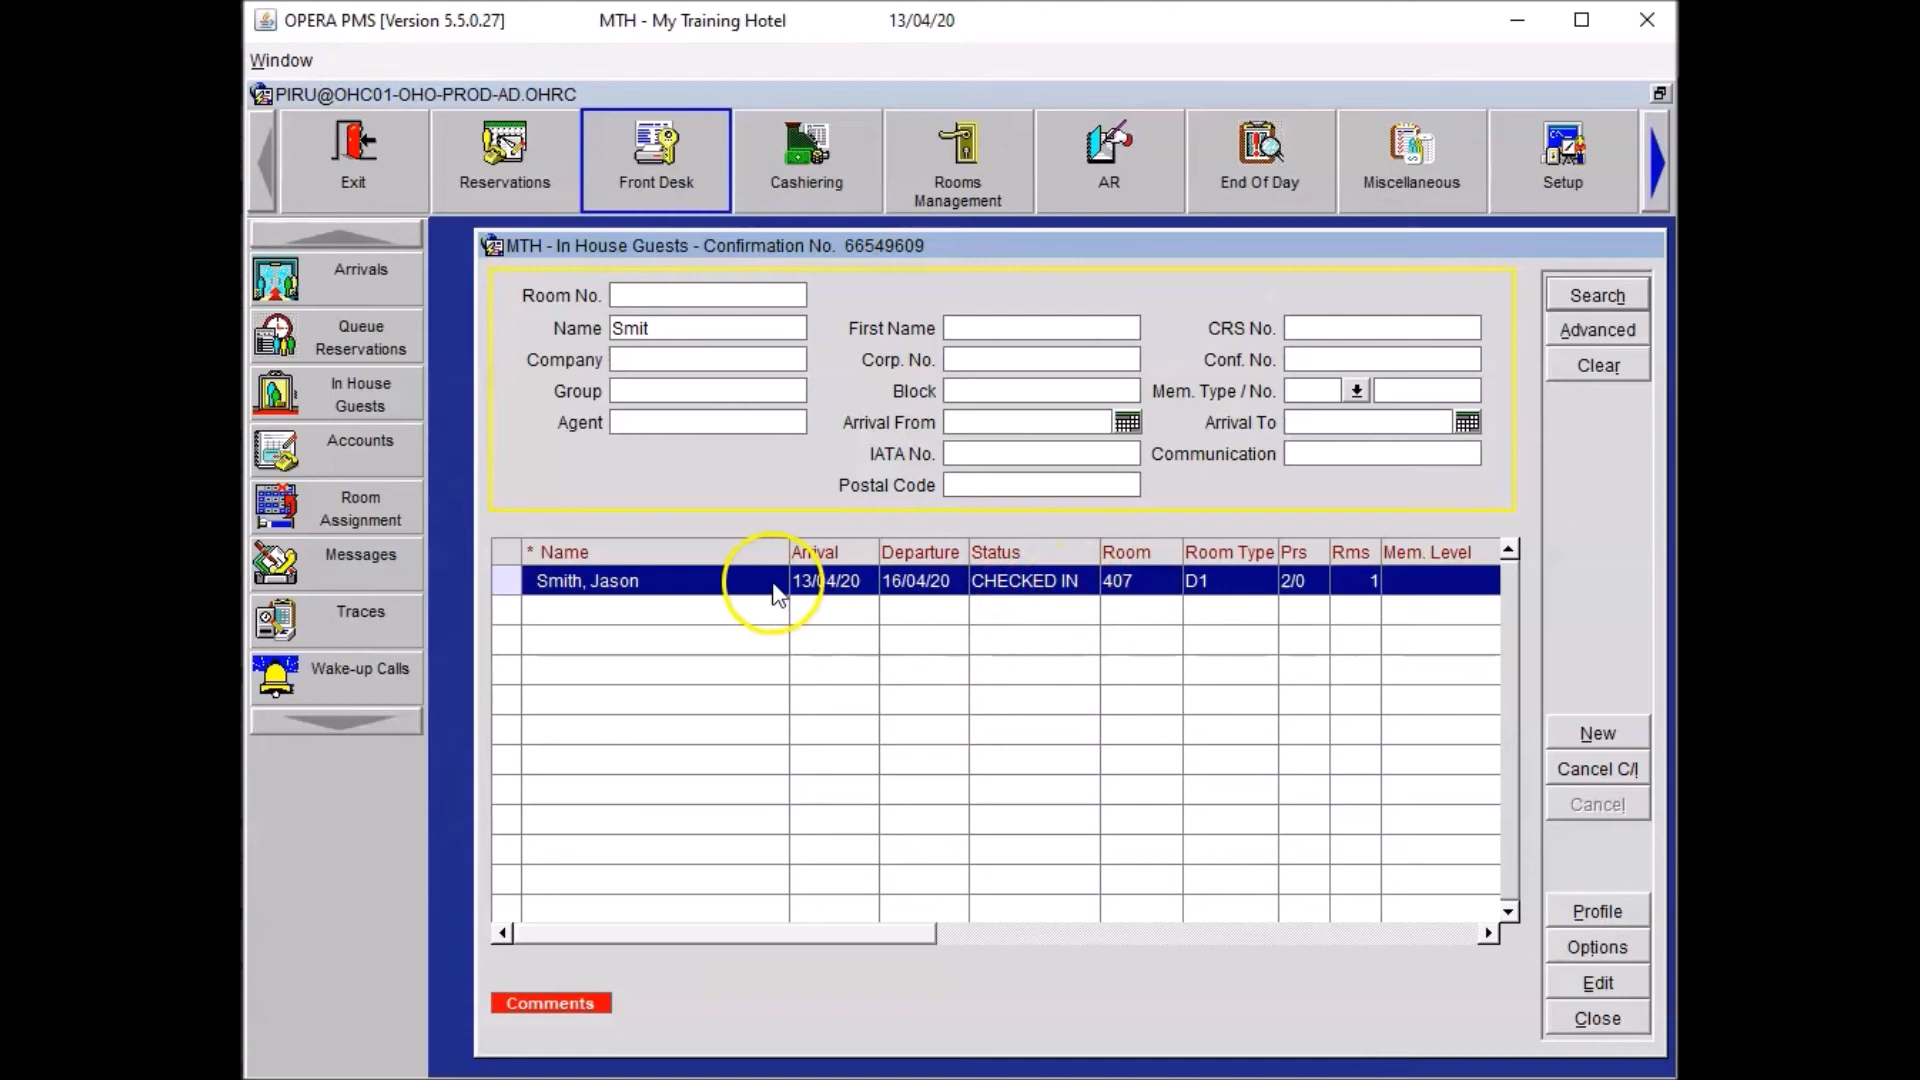 OPERA PMS [Version 5.5.0.27] MTH - My Training Hotel 13/04/20
Window
PIRU@OHC01-OHO-PROD-AD.OHRC
Exit Reservations Front Desk Cashiering Rooms Management AR End Of Day Miscellaneous Setup
Arrivals
Queue
Reservations
In House
Guests
Accounts
Room
Assignment
Messages
Traces
Wake-up Calls
MTH - In House Guests - Confirmation No. 66549609
Room No.
Name Smit First Name CRS No.
Company Corp. No. Conf. No.
Group Block Mem. Type / No.
Agent Arrival From Arrival To
IATA No. Communication
Postal Code
* Name Arrival Departure Status Room Room Type Prs Rms Mem. Level
Smith, Jason 13/04/20 16/04/20 CHECKED IN 407 D1 2/0 1
Comments
Search
Advanced
Clear
New
Cancel C/I
Cancel
Profile
Options
Edit
Close